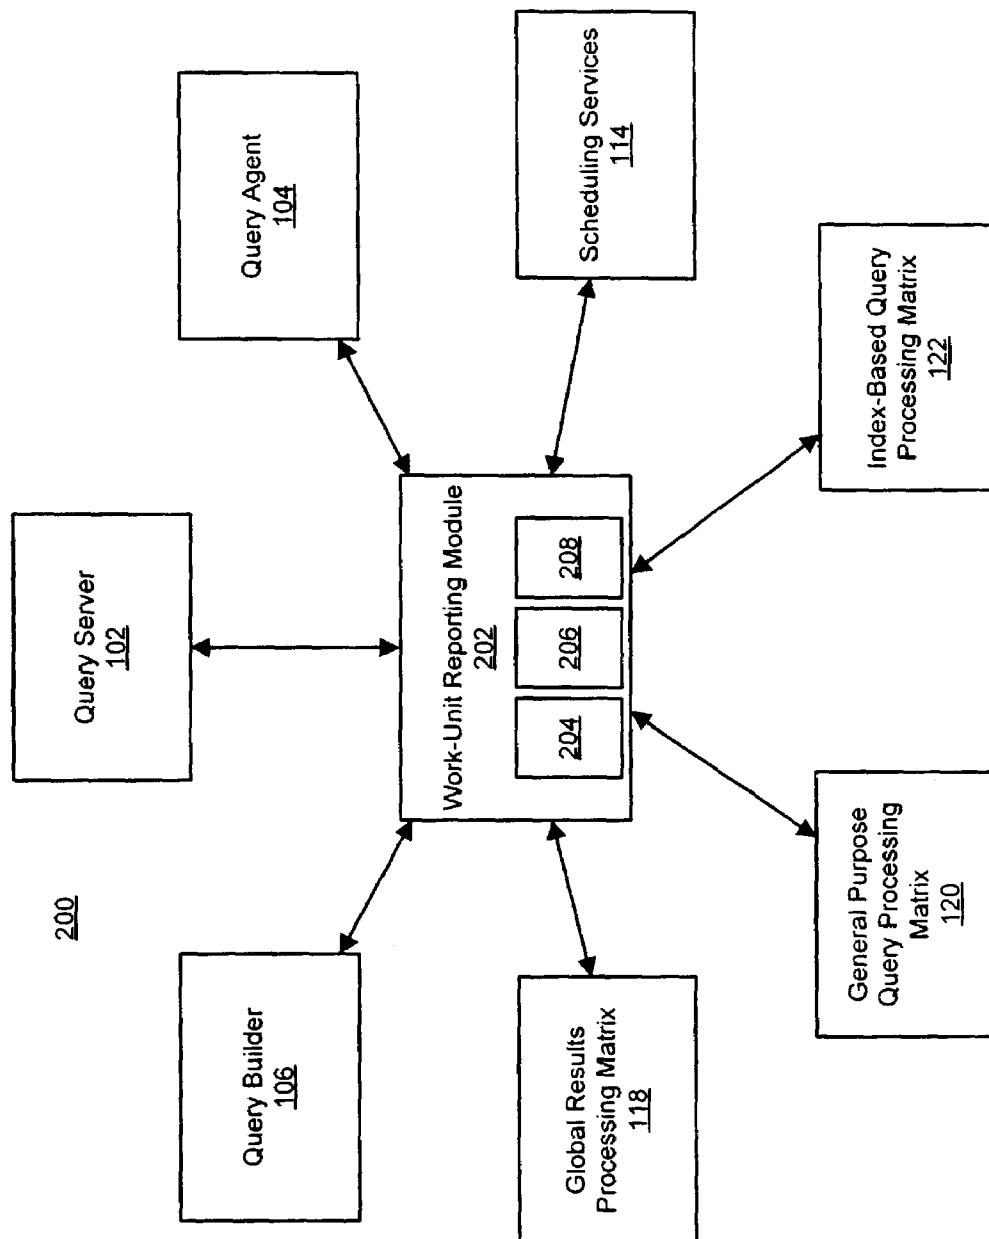 200
Query Server
102
Query Builder
106
Query Agent
104
Work-Unit Reporting Module
202
204
206
208
Global Results
Processing Matrix
118
Scheduling Services
114
General Purpose
Query Processing
Matrix
120
Index-Based Query
Processing Matrix
122